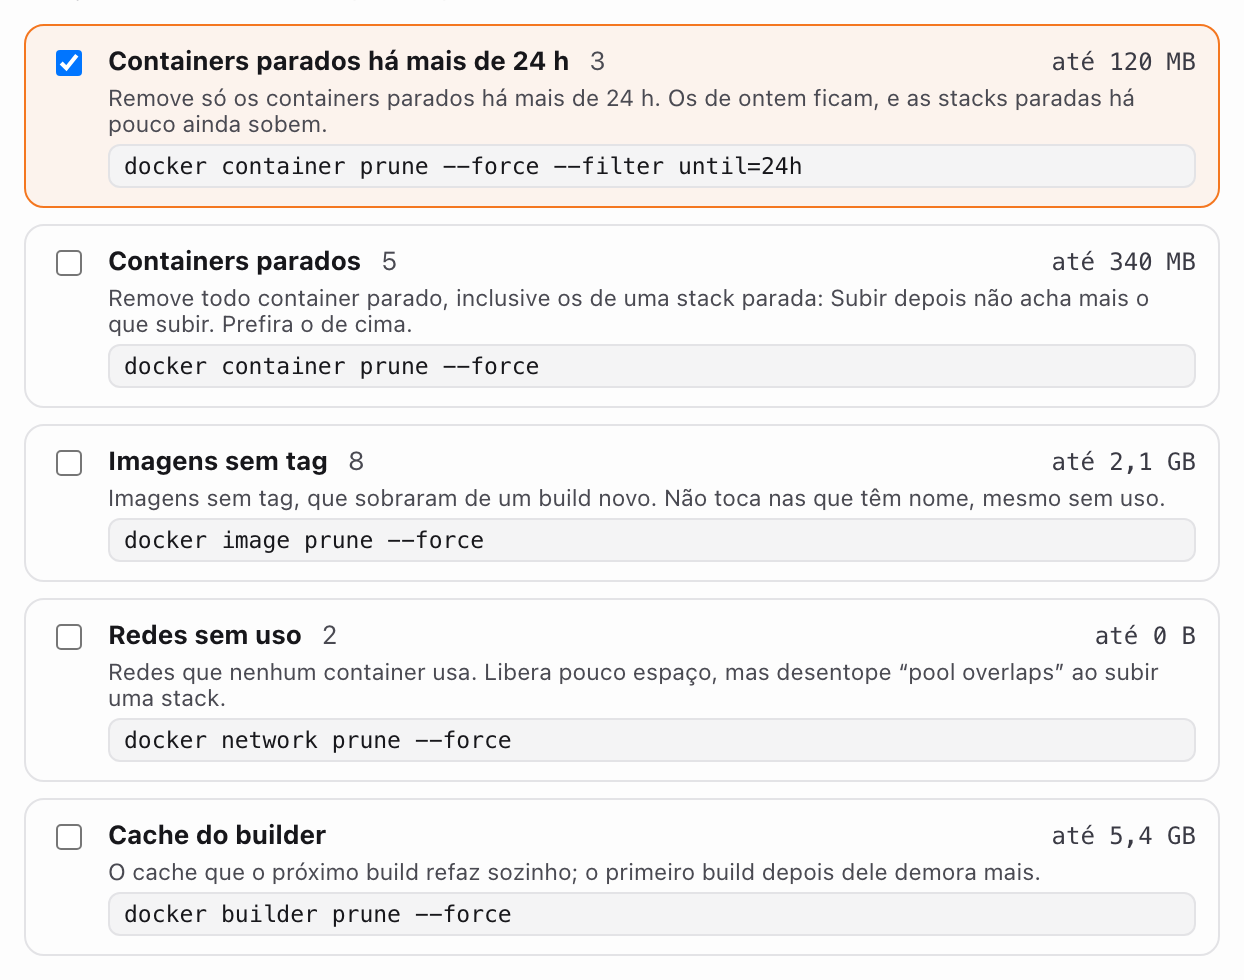 Containers parados há mais de 24 h 3 até 120 MB
Remove só os containers parados há mais de 24 h. Os de ontem ficam, e as stacks paradas há
pouco ainda sobem.
docker container prune --force --filter until=24h
Containers parados 5 até 340 MB
Remove todo container parado, inclusive os de uma stack parada: Subir depois não acha mais o
que subir. Prefira o de cima.
docker container prune --force
Imagens sem tag 8 até 2,1 GB
Imagens sem tag, que sobraram de um build novo. Não toca nas que têm nome, mesmo sem uso.
docker image prune --force
Redes sem uso 2 até 0 B
Redes que nenhum container usa. Libera pouco espaço, mas desentope “pool overlaps” ao subir
uma stack.
docker network prune --force
Cache do builder até 5,4 GB
O cache que o próximo build refaz sozinho; o primeiro build depois dele demora mais.
docker builder prune --force